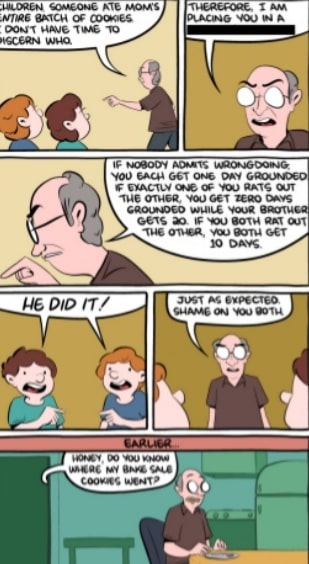 CHILDREN, SOMEONE ATE MOM'S
ENTIRE BATCH OF COOKIES.
I DON'T HAVE TIME TO
DISCERN WHO.
THEREFORE, I AM
PLACING YOU IN A
IF NOBODY ADMITS WRONGDOING,
YOU EACH GET ONE DAY GROUNDED.
IF EXACTLY ONE OF YOU RATS OUT
THE OTHER, YOU GET ZERO DAYS
GROUNDED WHILE YOUR BROTHER
GETS 20. IF YOU BOTH RAT OUT
THE OTHER, YOU BOTH GET
10 DAYS.
HE DID IT!
JUST AS EXPECTED.
SHAME ON YOU BOTH.
EARLIER...
HONEY, DO YOU KNOW
WHERE MY BAKE SALE
COOKIES WENT?